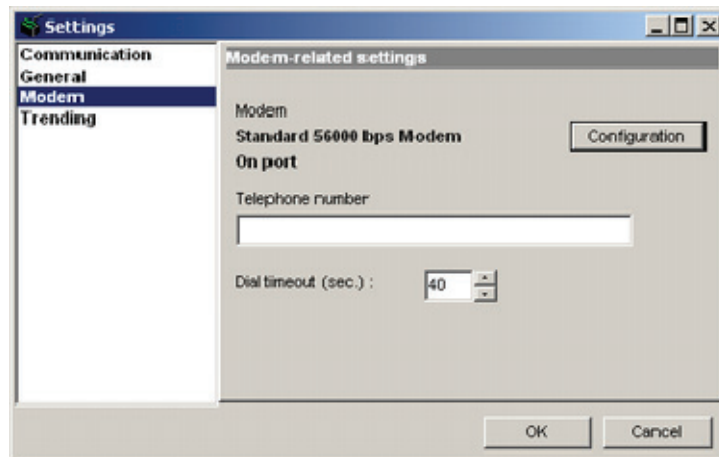 Settings
Communication
General
Modem
Trending
Modem-related settings
Modem
Standard 56000 bps Modem
On port
Configuration
Telephone number
Dial timeout (sec.) :
40
OK
Cancel